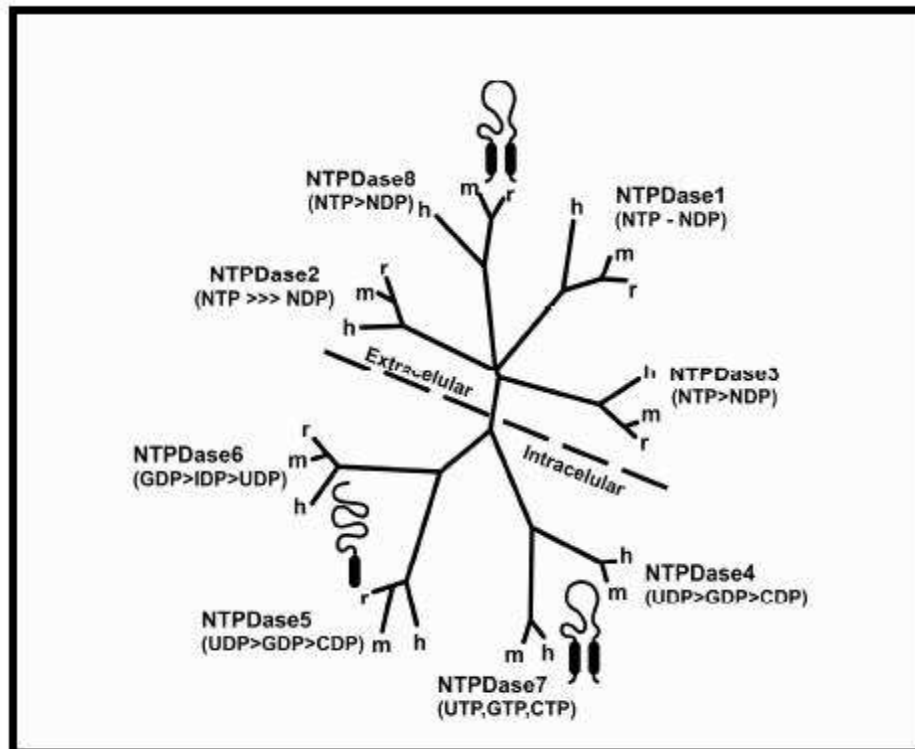 m
r
NTPDase8
(NTP>NDP)
h
NTPDase1
(NTP - NDP)
h
m
r
NTPDase2
(NTP >>> NDP)
r
m
h
Extracelular
NTPDase3
(NTP>NDP)
h
m
r
Intracelular
NTPDase6
(GDP>IDP>UDP)
r
m
h
NTPDase4
(UDP>GDP>CDP)
h
m
NTPDase5
(UDP>GDP>CDP)
r
m
h
m
h
NTPDase7
(UTP,GTP,CTP)